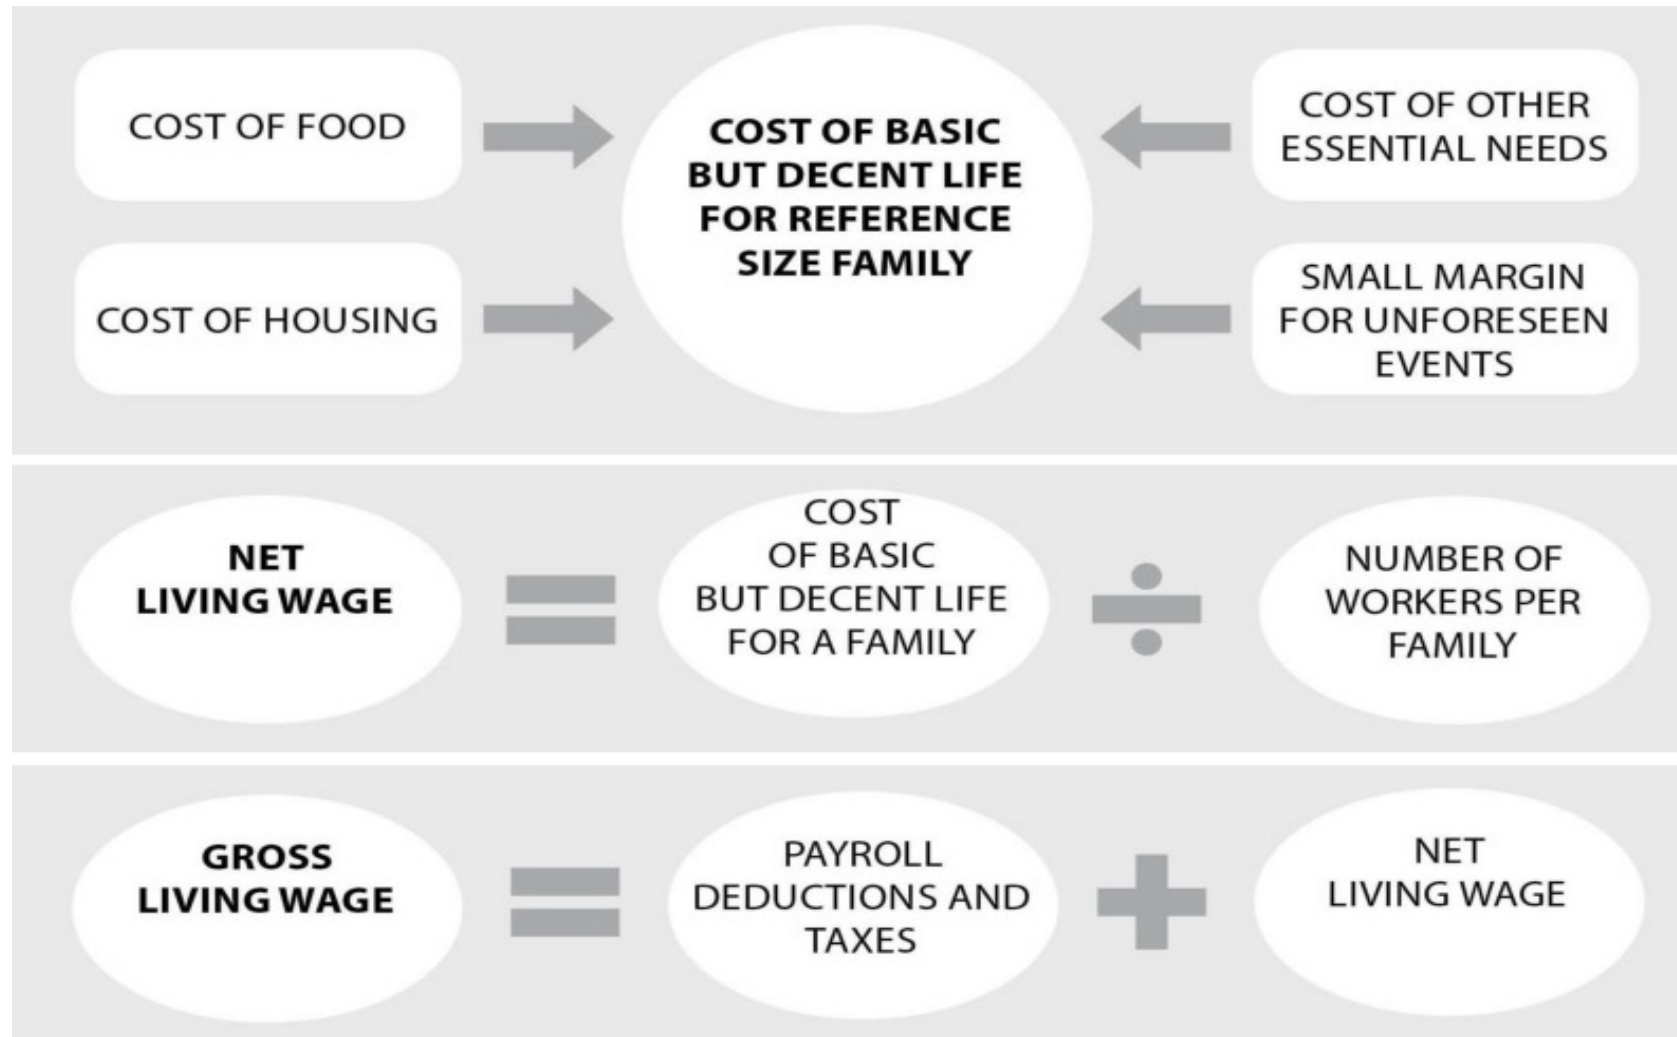 COST OF FOOD
COST OF HOUSING
COST OF BASIC
BUT DECENT LIFE
FOR REFERENCE
SIZE FAMILY
COST OF OTHER
ESSENTIAL NEEDS
SMALL MARGIN
FOR UNFORESEEN
EVENTS
NET
LIVING WAGE
COST
OF BASIC
BUT DECENT LIFE
FOR A FAMILY
NUMBER OF
WORKERS PER
FAMILY
GROSS
LIVING WAGE
PAYROLL
DEDUCTIONS AND
TAXES
NET
LIVING WAGE